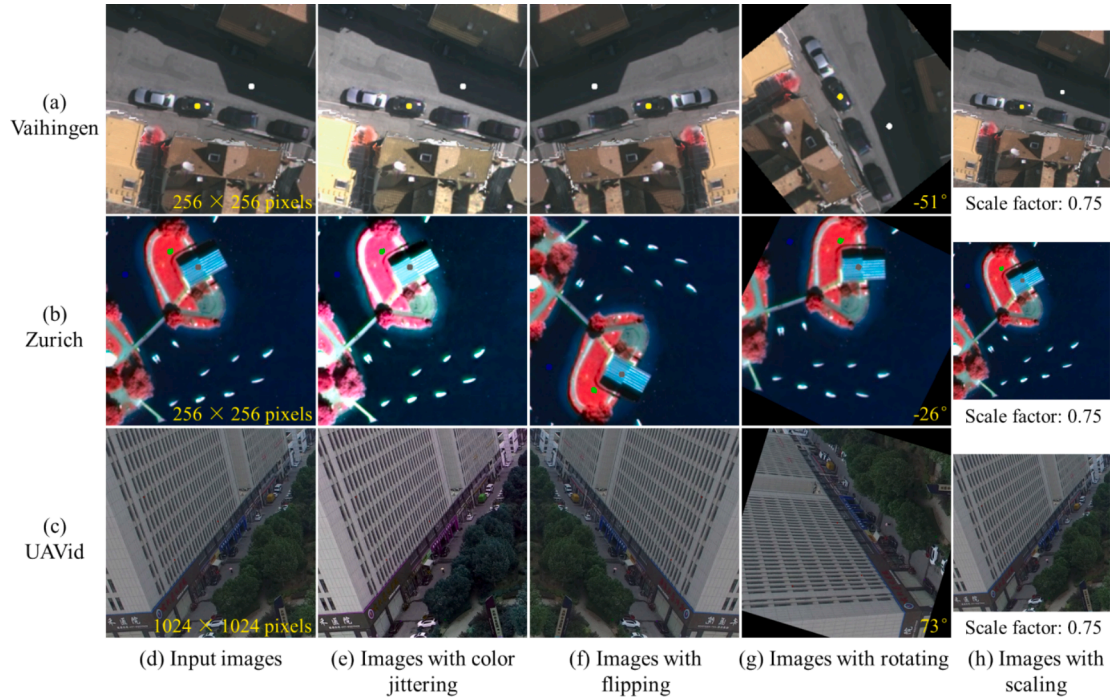 (a)
Vaihingen
256 × 256 pixels
-51°
Scale factor: 0.75
(b)
Zurich
256 × 256 pixels
-26°
Scale factor: 0.75
(c)
UAVid
1024 × 1024 pixels
73°
Scale factor: 0.75
(d) Input images
(e) Images with color
jittering
(f) Images with
flipping
(g) Images with rotating
(h) Images with
scaling